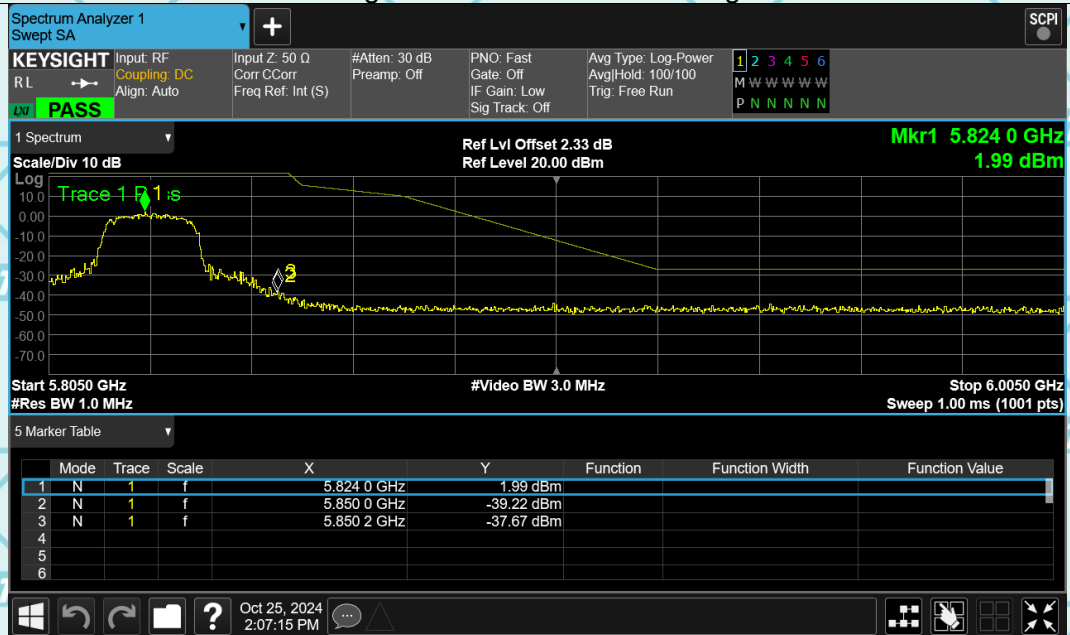 Spectrum Analyzer 1
Swept SA
+
SCPI
KEYSIGHT Input: RF Input Z: 50 Ω #Atten: 30 dB PNO: Fast Avg Type: Log-Power 1 2 3 4 5 6
R L Coupling: DC Corr CCorr Preamp: Off Gate: Off Avg|Hold: 100/100 M W W W W W
Align: Auto Freq Ref: Int (S) IF Gain: Low Trig: Free Run
LXI PASS Sig Track: Off P N N N N N
1 Spectrum Ref Lvl Offset 2.33 dB Mkr1 5.824 0 GHz
Scale/Div 10 dB Ref Level 20.00 dBm 1.99 dBm
Log
Trace 1 1
10.0
0.00
-10.0
-20.0
-30.0
-40.0
-50.0
-60.0
-70.0
Start 5.8050 GHz #Video BW 3.0 MHz Stop 6.0050 GHz
#Res BW 1.0 MHz Sweep 1.00 ms (1001 pts)
5 Marker Table
Mode Trace Scale X Y Function Function Width Function Value
1 N 1 f 5.824 0 GHz 1.99 dBm
2 N 1 f 5.850 0 GHz -39.22 dBm
3 N 1 f 5.850 2 GHz -37.67 dBm
4
5
6
? Oct 25, 2024
2:07:15 PM